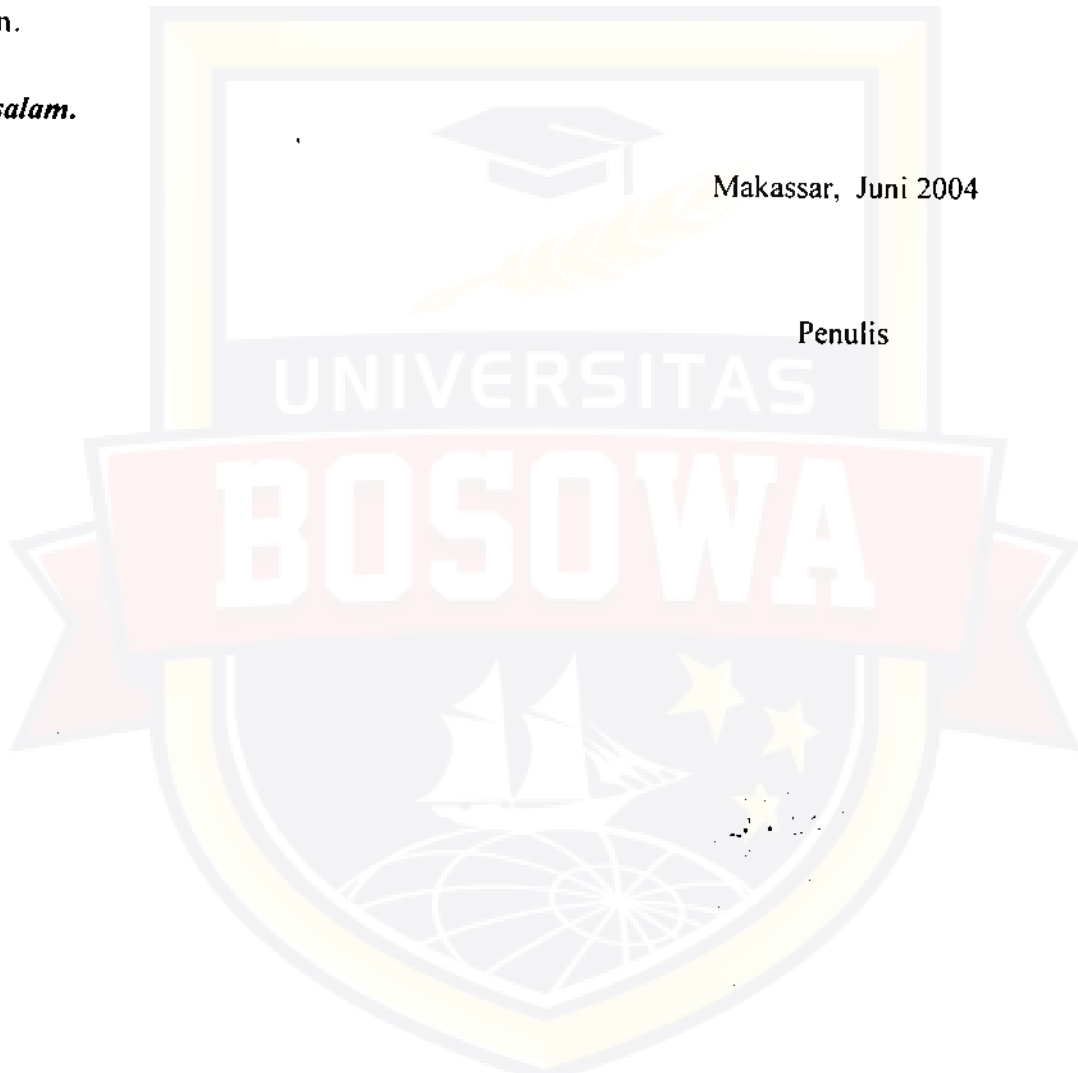 n.
salam.
Makassar, Juni 2004
Penulis
UNIVERSITAS
BOSOWA